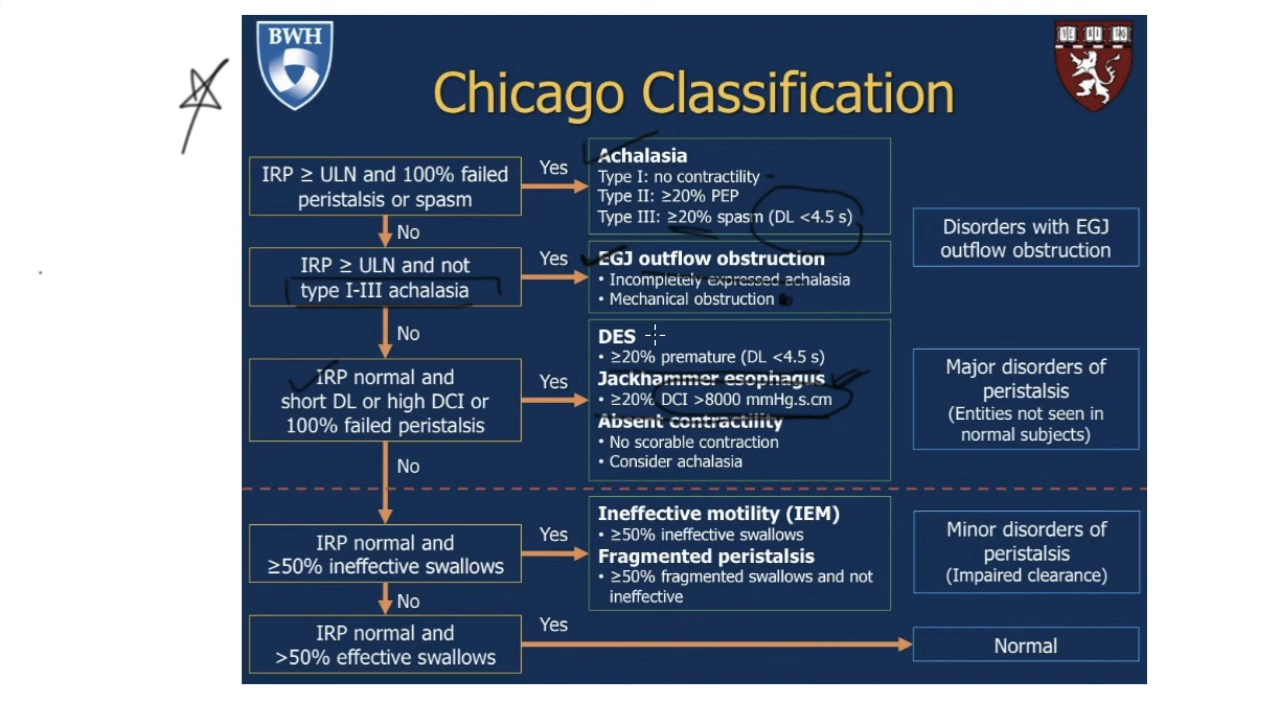 BWH
Chicago Classification
IRP ≥ ULN and 100% failed
peristalsis or spasm
Yes
Achalasia
Type I: no contractility
Type II: ≥20% PEP
Type III: ≥20% spasm (DL <4.5 s)
Disorders with EGJ
outflow obstruction
No
IRP ≥ ULN and not
type I-III achalasia
Yes
EGJ outflow obstruction
• Incompletely expressed achalasia
• Mechanical obstruction
No
IRP normal and
short DL or high DCI or
100% failed peristalsis
Yes
DES
• ≥20% premature (DL <4.5 s)
Jackhammer esophagus
• ≥20% DCI >8000 mmHg.s.cm
Absent contractility
• No scorable contraction
• Consider achalasia
Major disorders of
peristalsis
(Entities not seen in
normal subjects)
No
IRP normal and
≥50% ineffective swallows
Yes
Ineffective motility (IEM)
• ≥50% ineffective swallows
Fragmented peristalsis
• ≥50% fragmented swallows and not
ineffective
Minor disorders of
peristalsis
(Impaired clearance)
No
IRP normal and
>50% effective swallows
Yes
Normal